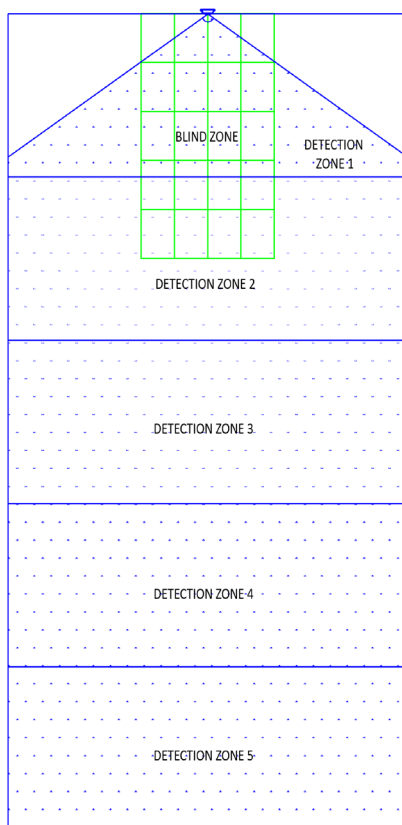 BLIND ZONE
DETECTION
ZONE 1
DETECTION ZONE 2
DETECTION ZONE 3
DETECTION ZONE 4
DETECTION ZONE 5